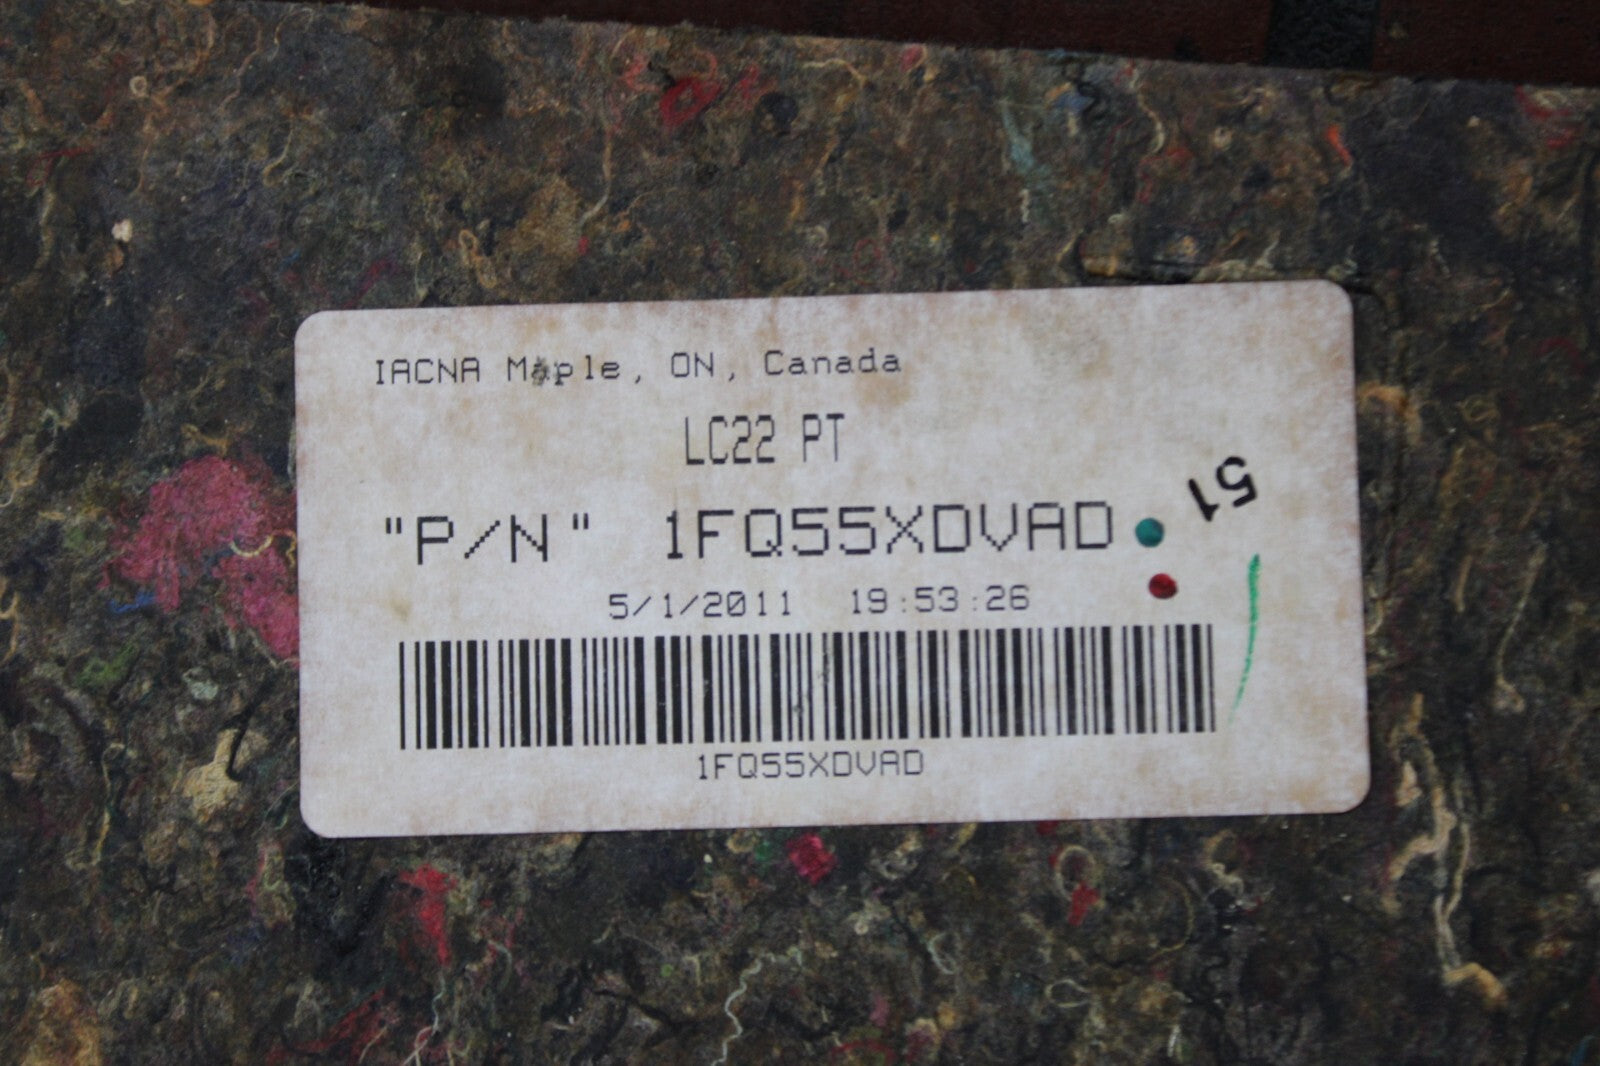 IACNA Maple, ON, Canada
LC22 PT
"P/N" 1FQ55XDVAD
51
5/1/2011 19:53:26
1FQ55XDVAD